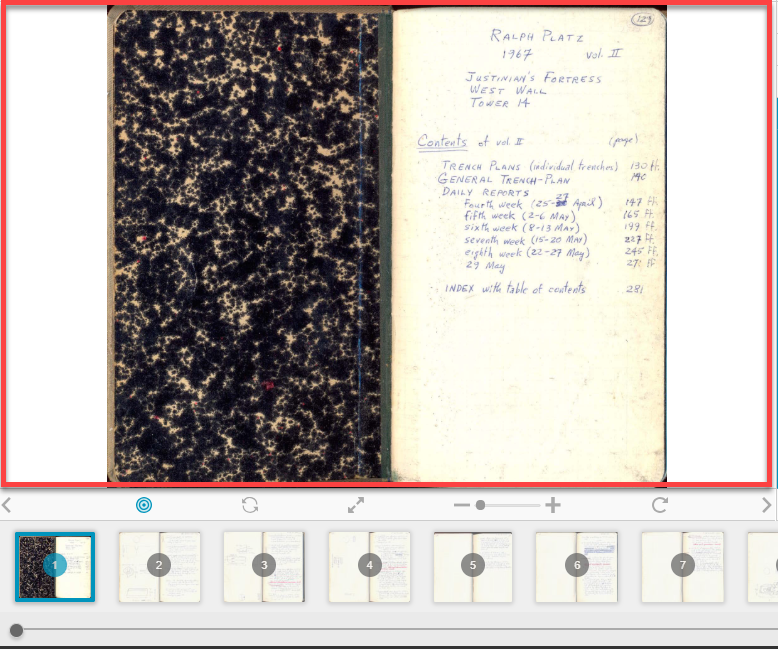 129
RALPH PLATZ
1967 vol. II
JUSTINIAN'S FORTRESS
WEST WALL
TOWER 14
Contents of vol. II (page)
TRENCH PLANS (individual trenches) 130 ff.
GENERAL TRENCH-PLAN 140
DAILY REPORTS
Fourth week (25-27 April) 147 ff.
fifth week (2-6 MAY) 165 ff.
sixth week (8-13 MAY) 199 ff.
seventh week (15-20 MAY) 227 ff.
eighth week (22-27 MAY) 245 ff.
29 May ff
INDEX with table of contents 281
1 2 3 4 5 6 7